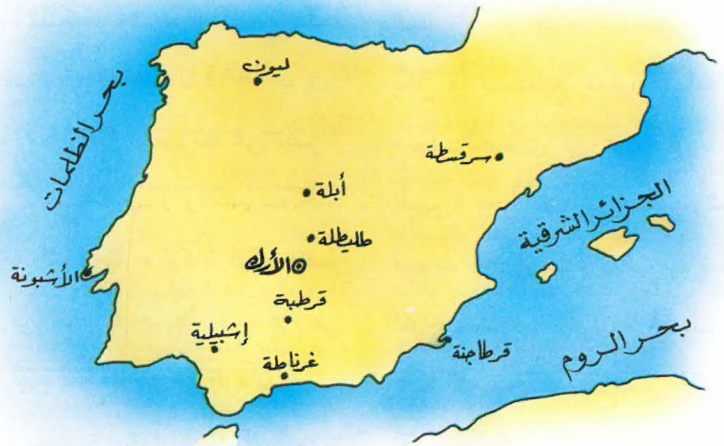 ليون
بحر الظلمات
سرقسطة
أبلة
الجزائر الشرقية
طليطلة
الأرك
الأشبونة
قرطبة
إشبيلية
قرطاجنة
بحر الروم
غرناطة